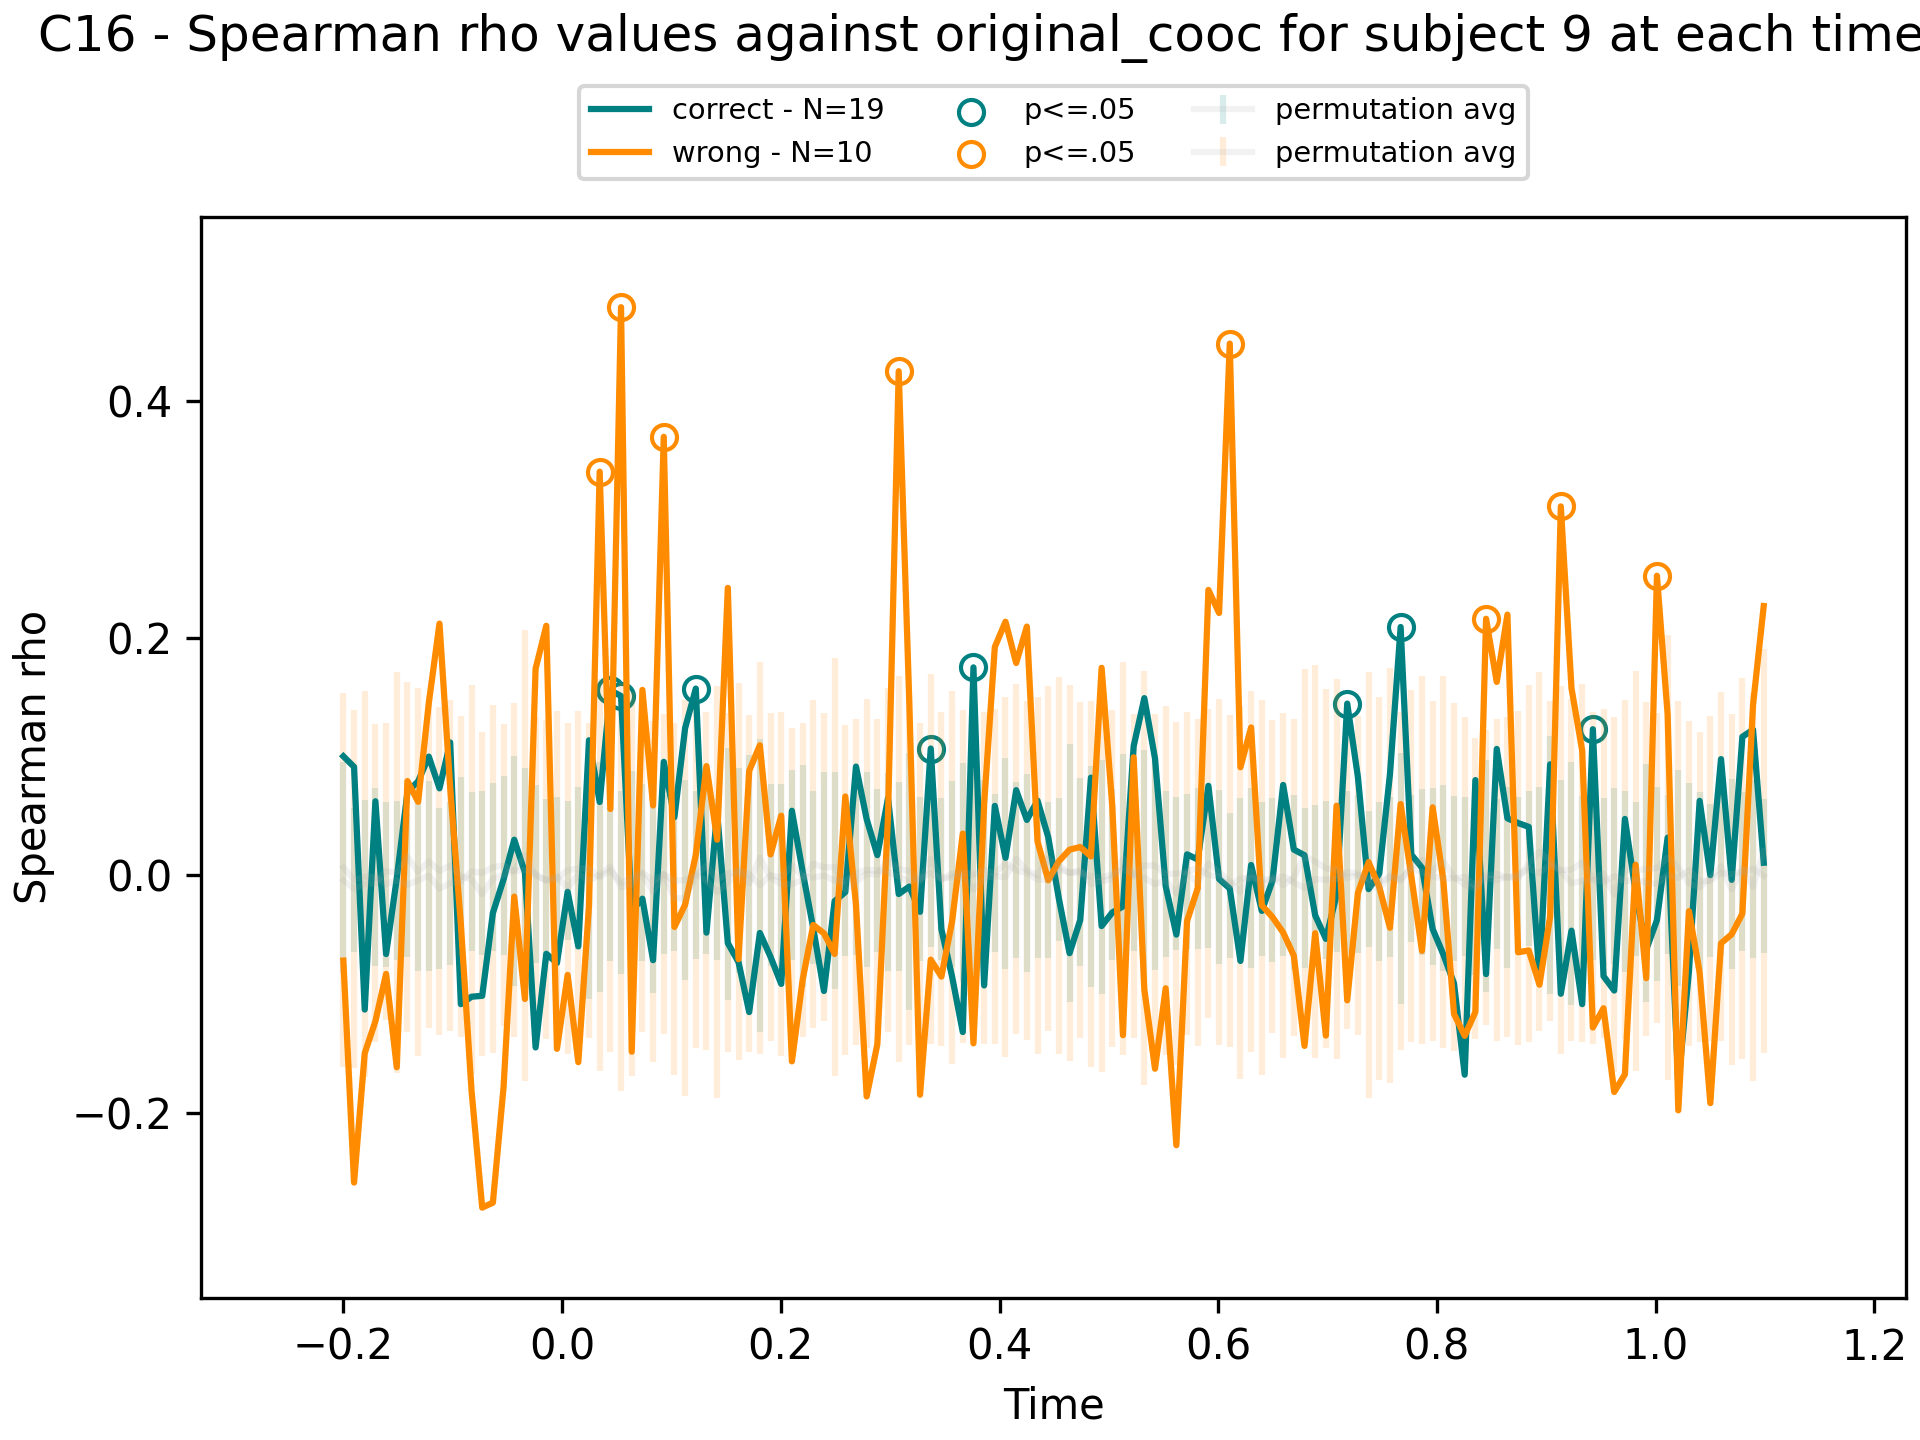 C16 - Spearman rho values against original_cooc for subject 9 at each time
correct - N=19
wrong - N=10
p<=.05
p<=.05
permutation avg
permutation avg
Spearman rho
0.4
0.2
0.0
−0.2
−0.2
0.0
0.2
0.4
0.6
0.8
1.0
1.2
Time